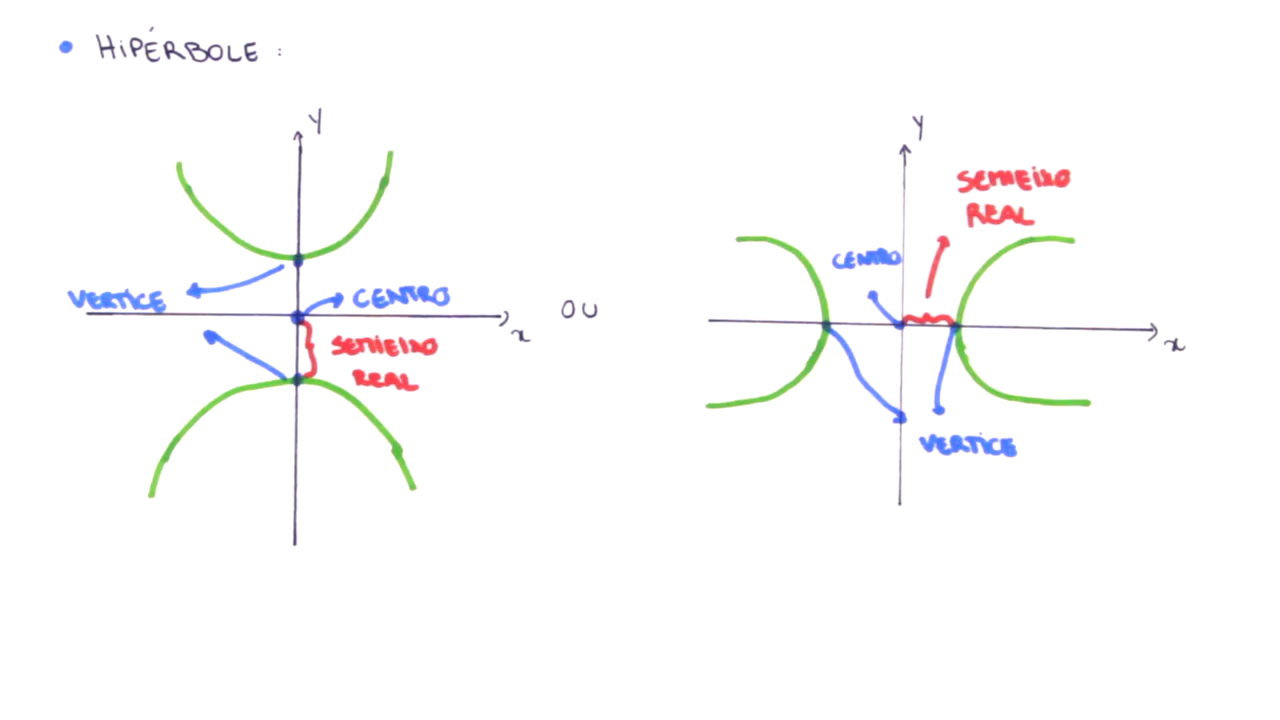 • HiPÉRBOLE :
y
VERTICE
CENTRO
x
SEMIEIXO
REAL
OU
y
SEMIEIXO
REAL
CENTRO
x
VERTICE